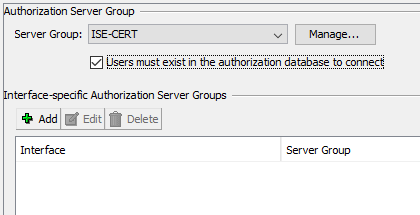 Authorization Server Group
Server Group: ISE-CERT Manage...
Users must exist in the authorization database to connect
Interface-specific Authorization Server Groups
Add Edit Delete
Interface Server Group